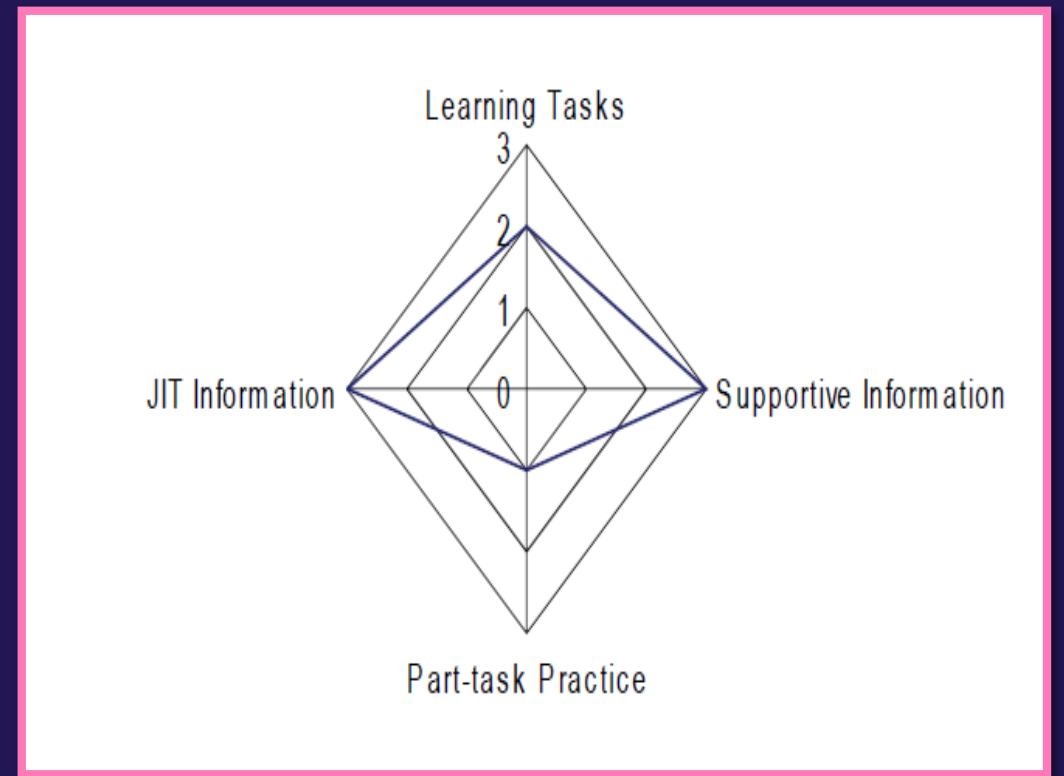 Learning Tasks
3
2
1
JIT Information
0
Supportive Information
Part-task Practice